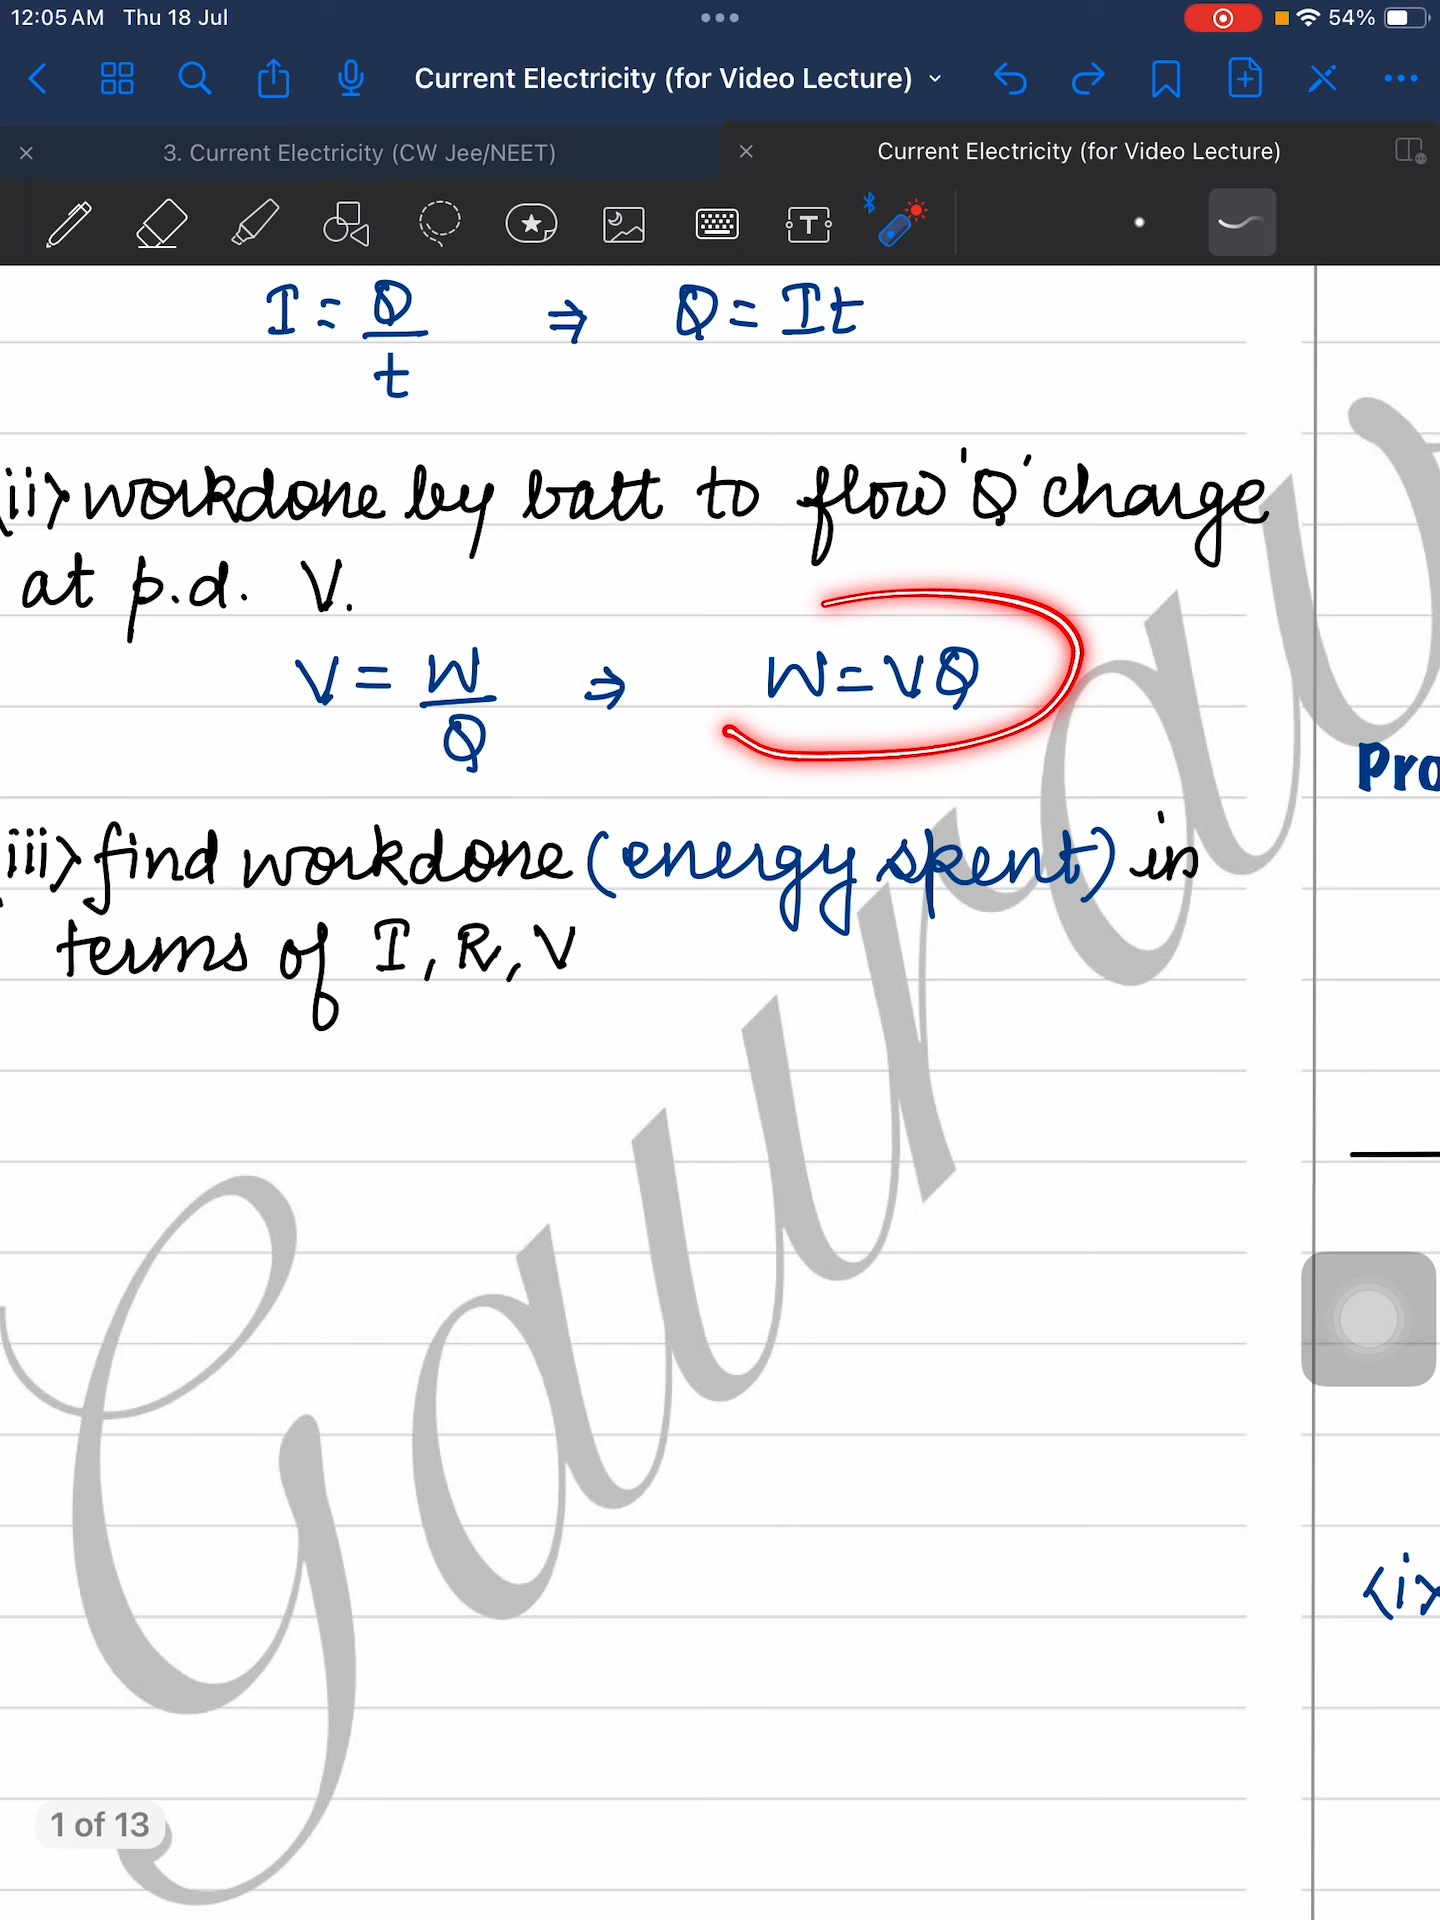 12:05 AM Thu 18 Jul
54%
Current Electricity (for Video Lecture)
3. Current Electricity (CW Jee/NEET)
Current Electricity (for Video Lecture)
T
I = Q/t ⇒ Q = It
ii) workdone by batt to flow 'Q' charge
at p.d. V.
V = W/Q ⇒ W = VQ
Pro
iii) find workdone (energy spent) in
terms of I, R, V
Gaurav
(i)
1 of 13